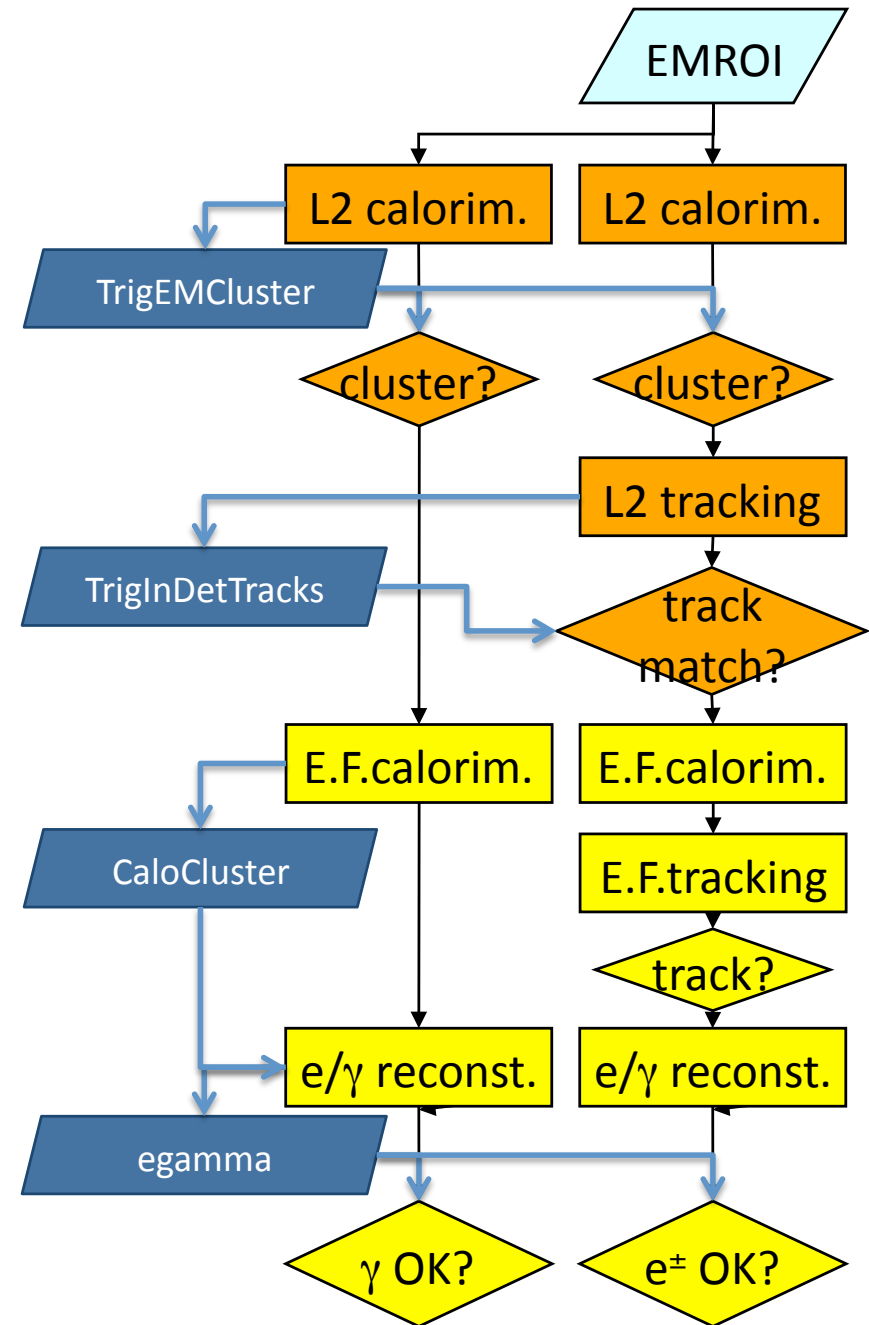 EMROI
L2 calorim. L2 calorim.
TrigEMCluster
cluster? cluster?
L2 tracking
TrigInDetTracks
track
match?
E.F.calorim. E.F.calorim.
CaloCluster
E.F.tracking
track?
e/γ reconst. e/γ reconst.
egamma
γ OK? e± OK?